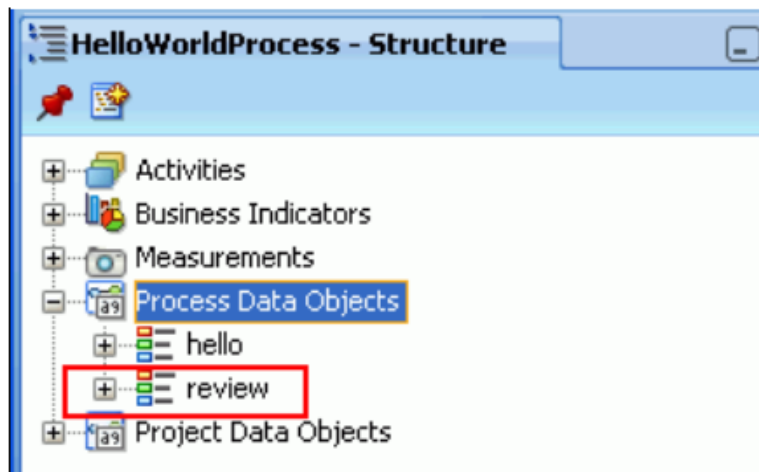 HelloWorldProcess - Structure
Activities
Business Indicators
Measurements
Process Data Objects
hello
review
Project Data Objects